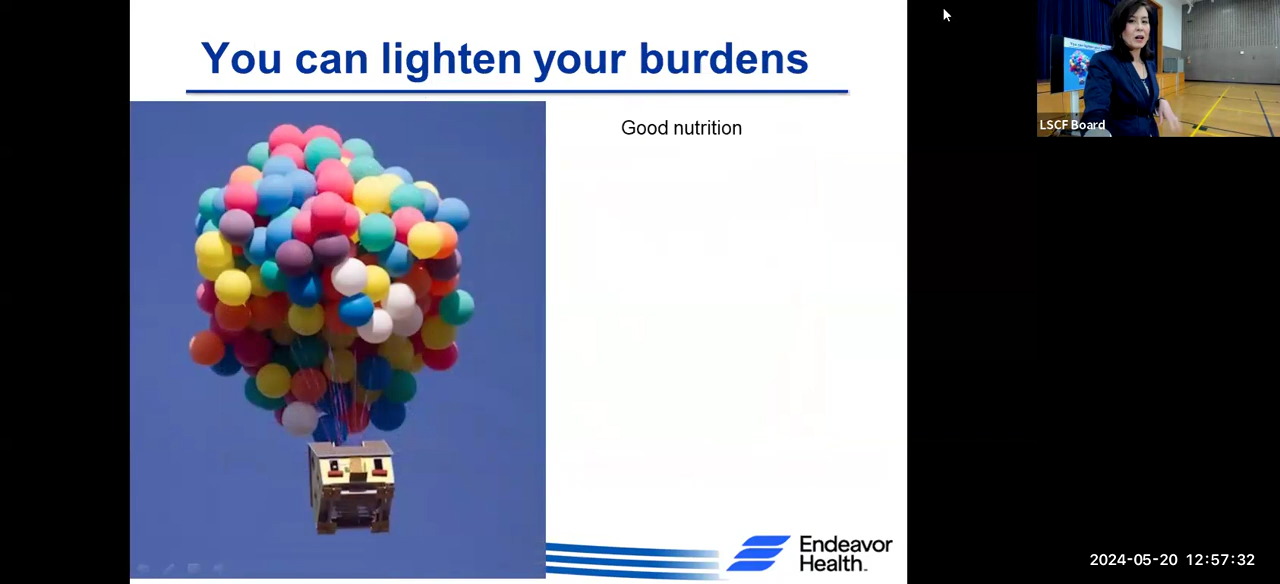 You can lighten your burdens
Good nutrition
LSCF Board
Endeavor
Health
2024-05-20 12:57:32